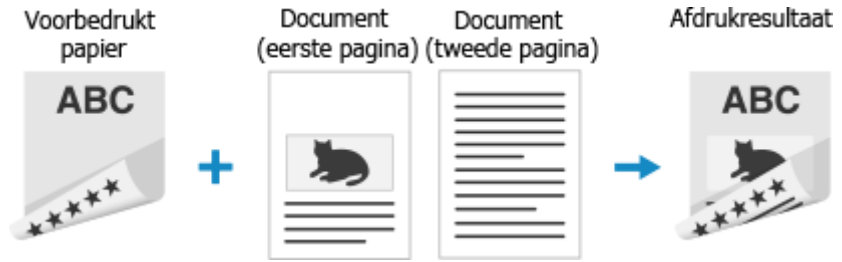 Voorbedrukt
papier
Document
(eerste pagina)
Document
(tweede pagina)
Afdrukresultaat
ABC
ABC